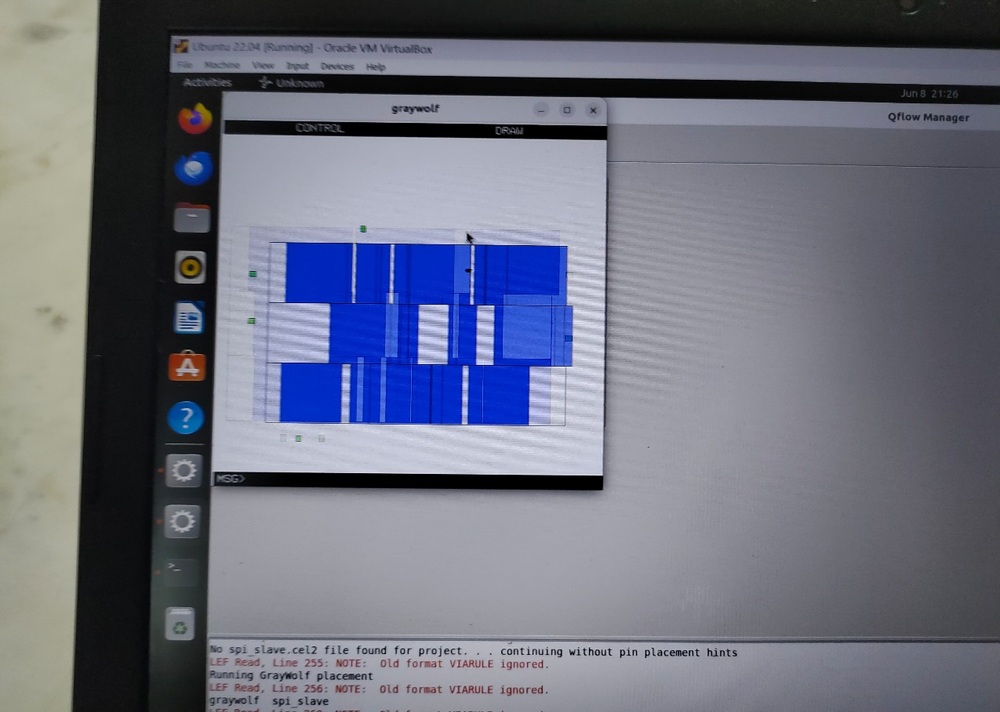 Ubuntu 22.04 [Running] - Oracle VM VirtualBox
File Machine View Input Devices Help
Activities Unknown
Jun 8 21:26
graywolf
Qflow Manager
CONTROL DRAW
MSG>
No spi_slave.cel2 file found for project. . . continuing without pin placement hints
LEF Read, Line 255: NOTE: Old format VIARULE ignored.
Running GrayWolf placement
LEF Read, Line 256: NOTE: Old format VIARULE ignored.
graywolf spi_slave